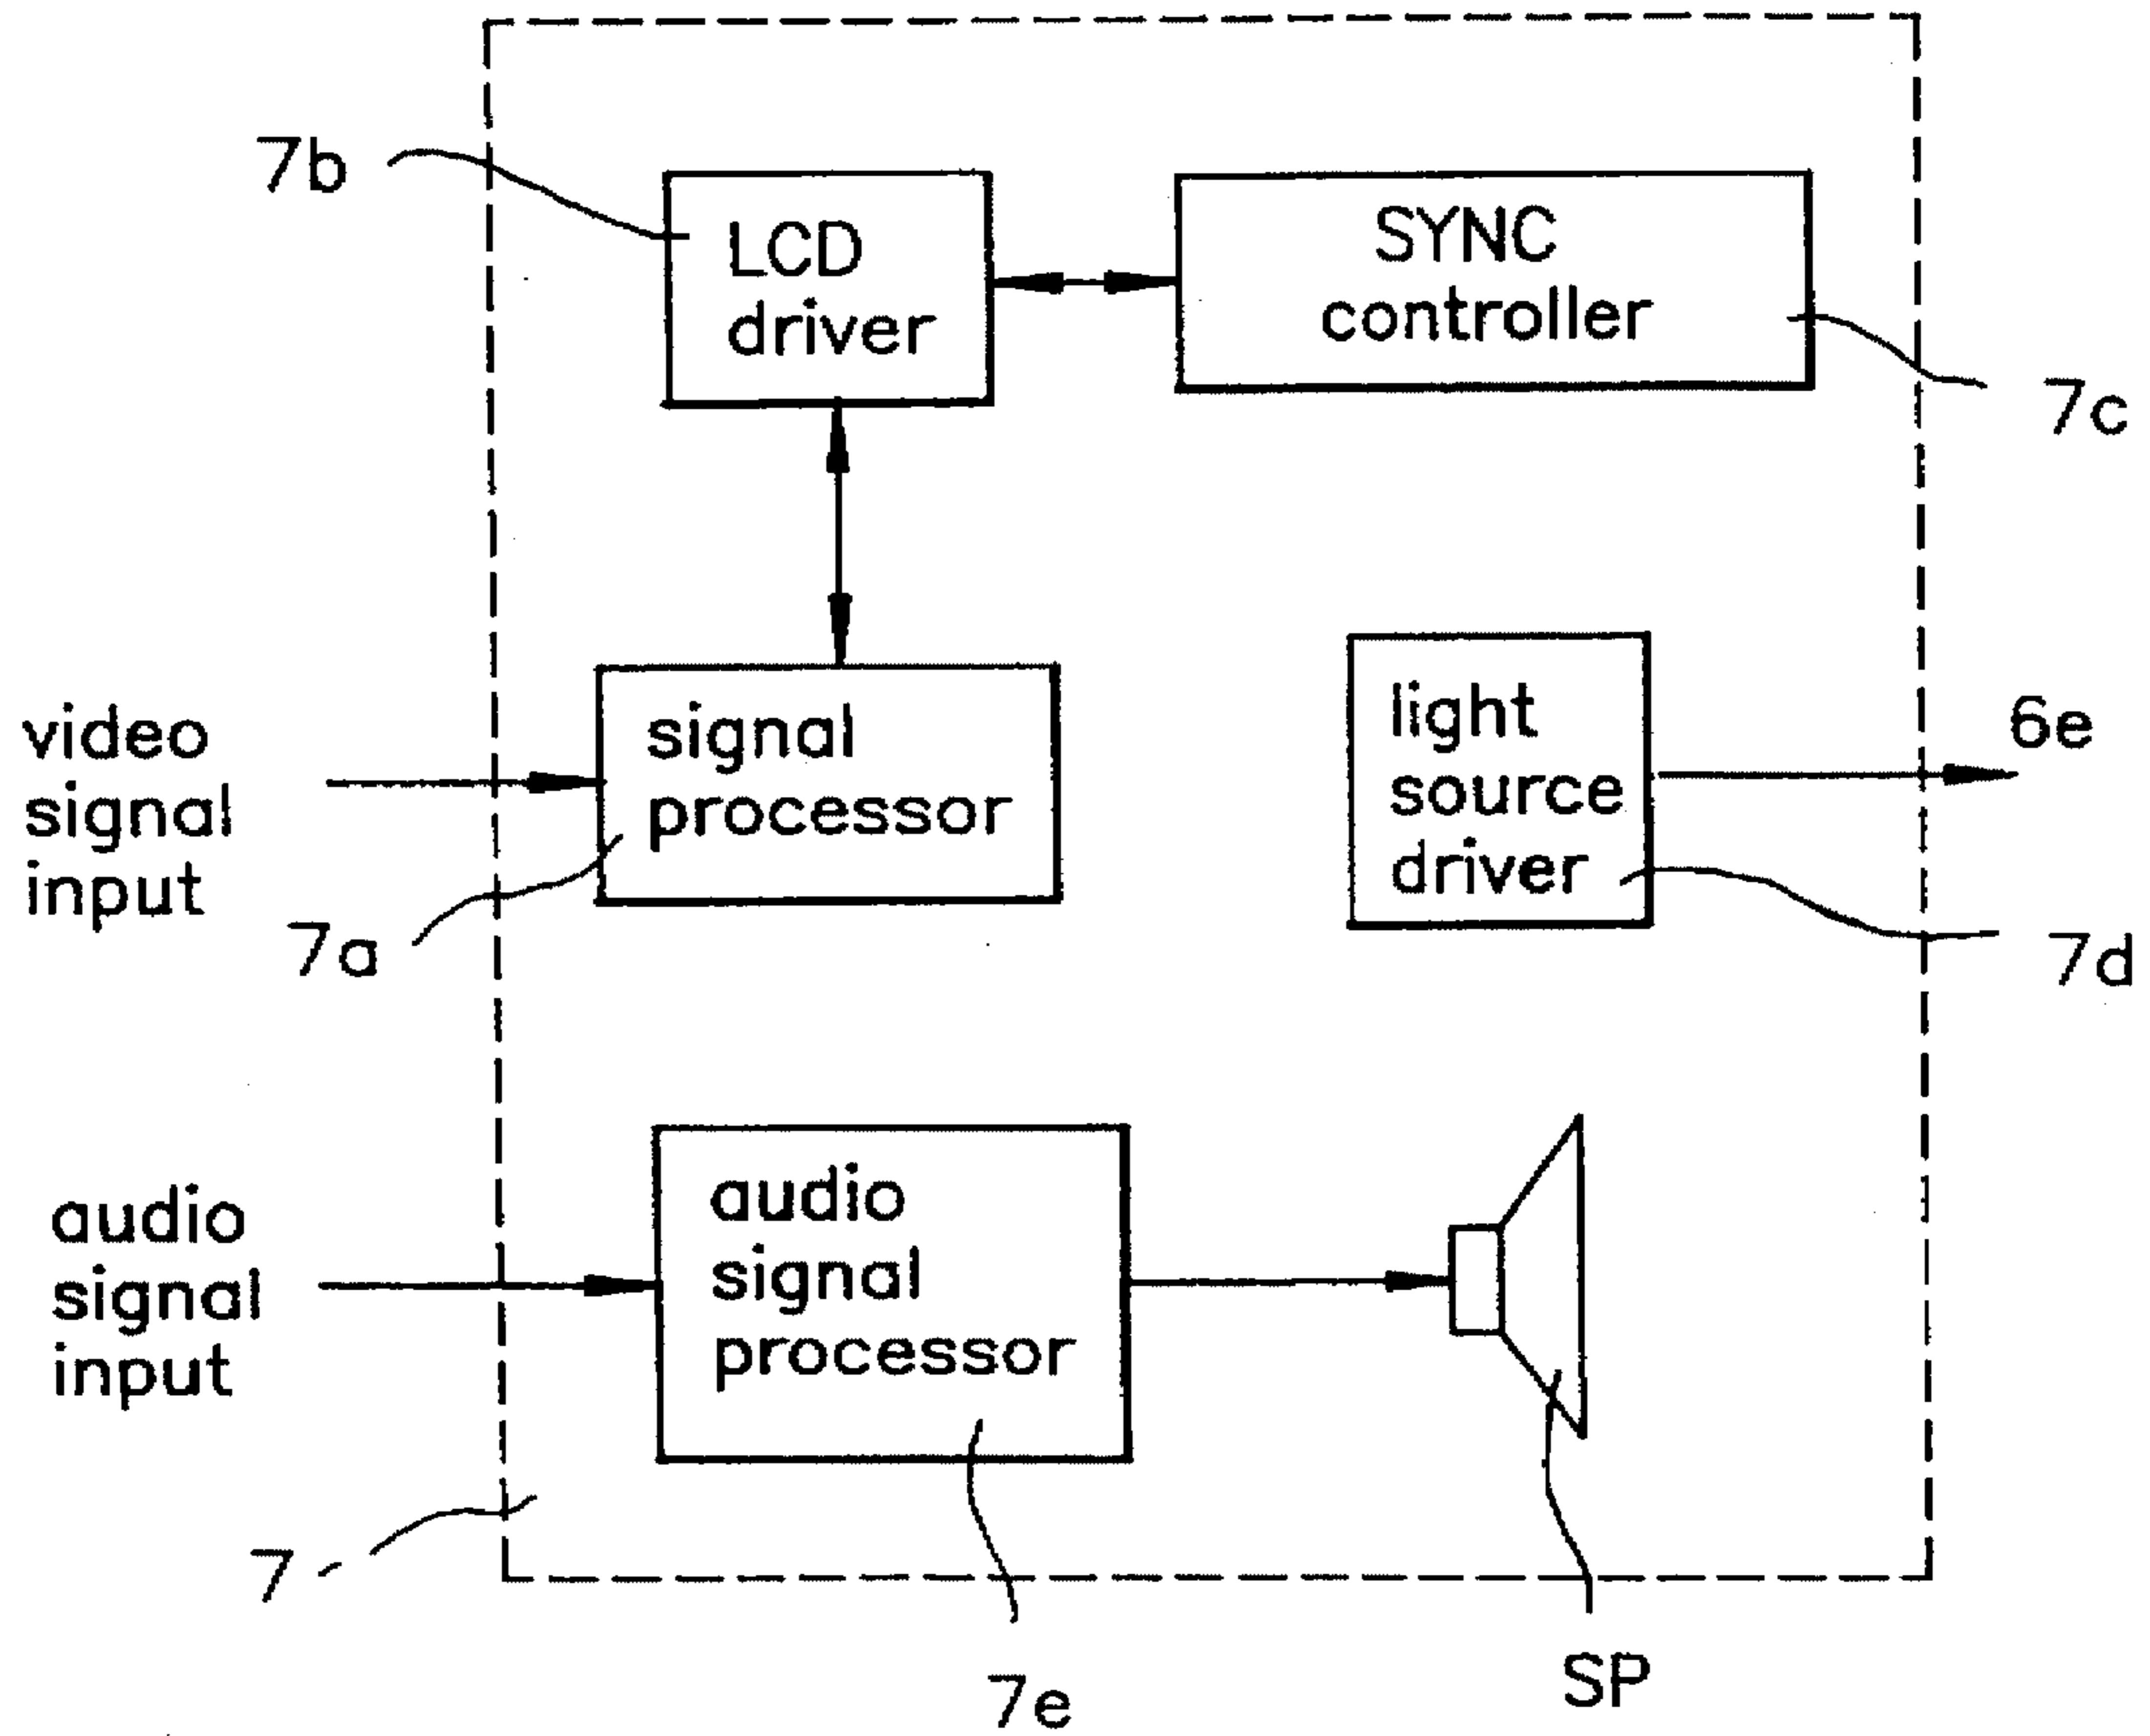 7b
LCD
driver
SYNC
controller
7c
video
signal
input
signal
processor
7a
light
source
driver
6e
7d
audio
signal
input
audio
signal
processor
7
7e
SP